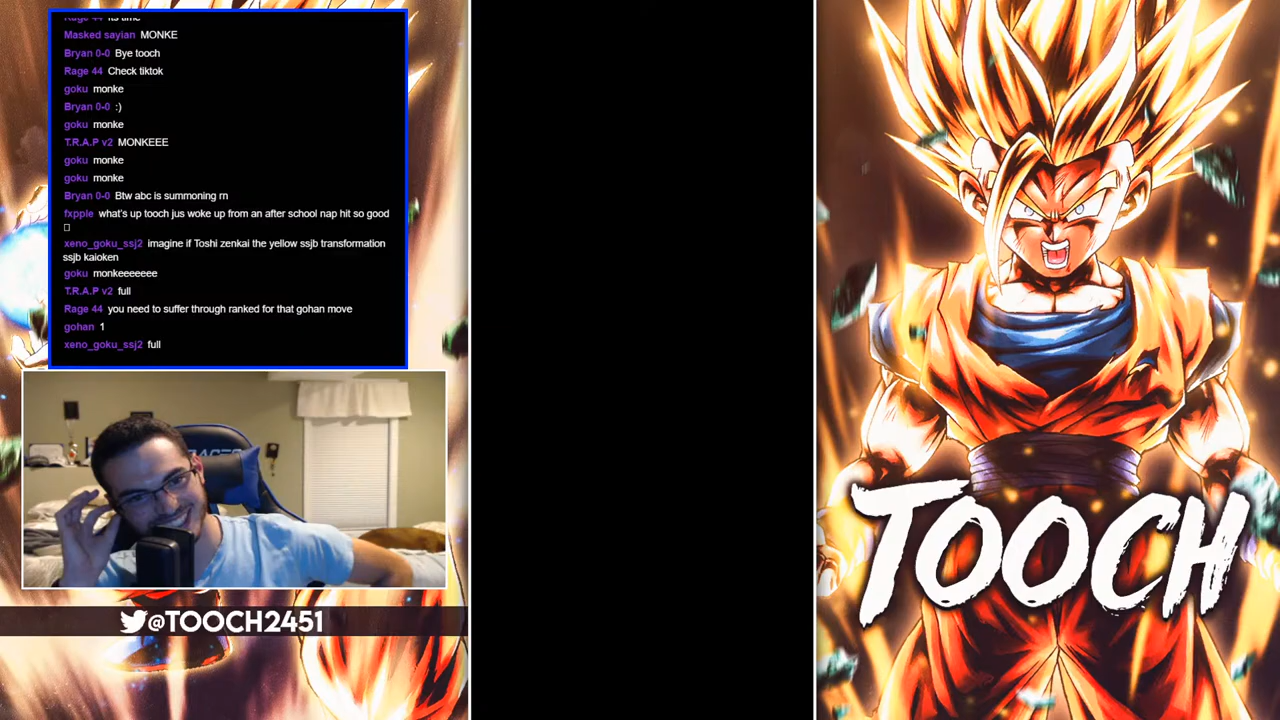 Rage 44 its time
Masked sayian MONKE
Bryan 0-0 Bye tooch
Rage 44 Check tiktok
goku monke
Bryan 0-0 :)
goku monke
T.R.A.P v2 MONKEEE
goku monke
goku monke
Bryan 0-0 Btw abc is summoning rn
fxpple what's up tooch jus woke up from an after school nap hit so good
xeno_goku_ssj2 imagine if Toshi zenkai the yellow ssjb transformation
ssjb kaioken
goku monkeeeeeee
T.R.A.P v2 full
Rage 44 you need to suffer through ranked for that gohan move
gohan 1
xeno_goku_ssj2 full
@TOOCH2451
TOOCH